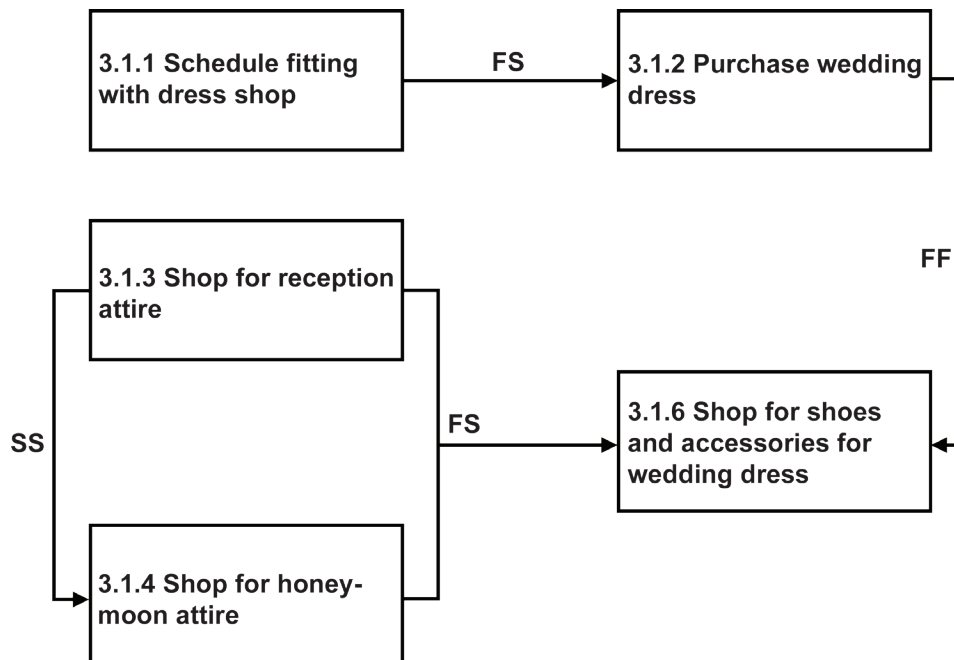 3.1.1 Schedule fitting
with dress shop
FS
3.1.2 Purchase wedding
dress
3.1.3 Shop for reception
attire
FF
SS
FS
3.1.6 Shop for shoes
and accessories for
wedding dress
3.1.4 Shop for honey-
moon attire